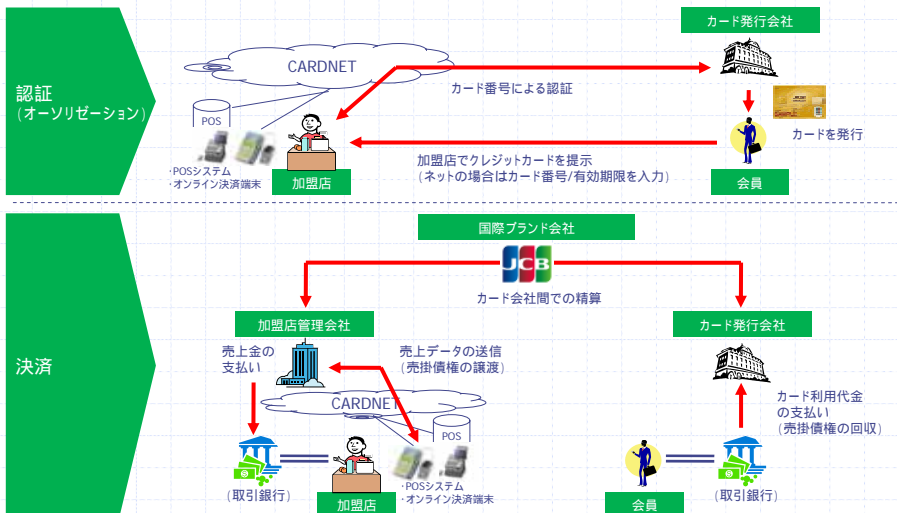 カード発行会社
CARDNET
カード番号による認証
認証
(オーソリゼーション)
POS
カードを発行
・POSシステム
・オンライン決済端末
加盟店でクレジットカードを提示
(ネットの場合はカード番号/有効期限を入力)
加盟店
会員
国際ブランド会社
JCB
カード会社間での精算
加盟店管理会社
カード発行会社
決済
売上金の
支払い
売上データの送信
(売掛債権の譲渡)
CARDNET
カード利用代金
の支払い
(売掛債権の回収)
POS
(取引銀行)
・POSシステム
・オンライン決済端末
加盟店
会員
(取引銀行)